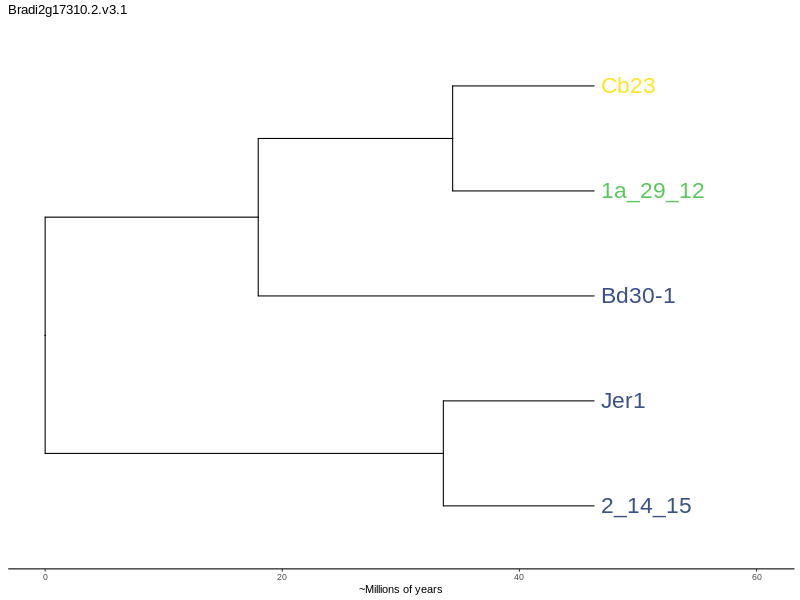 Bradi2g17310.2.v3.1
Cb23
1a_29_12
Bd30-1
Jer1
2_14_15
0 20 40 60
~Millions of years